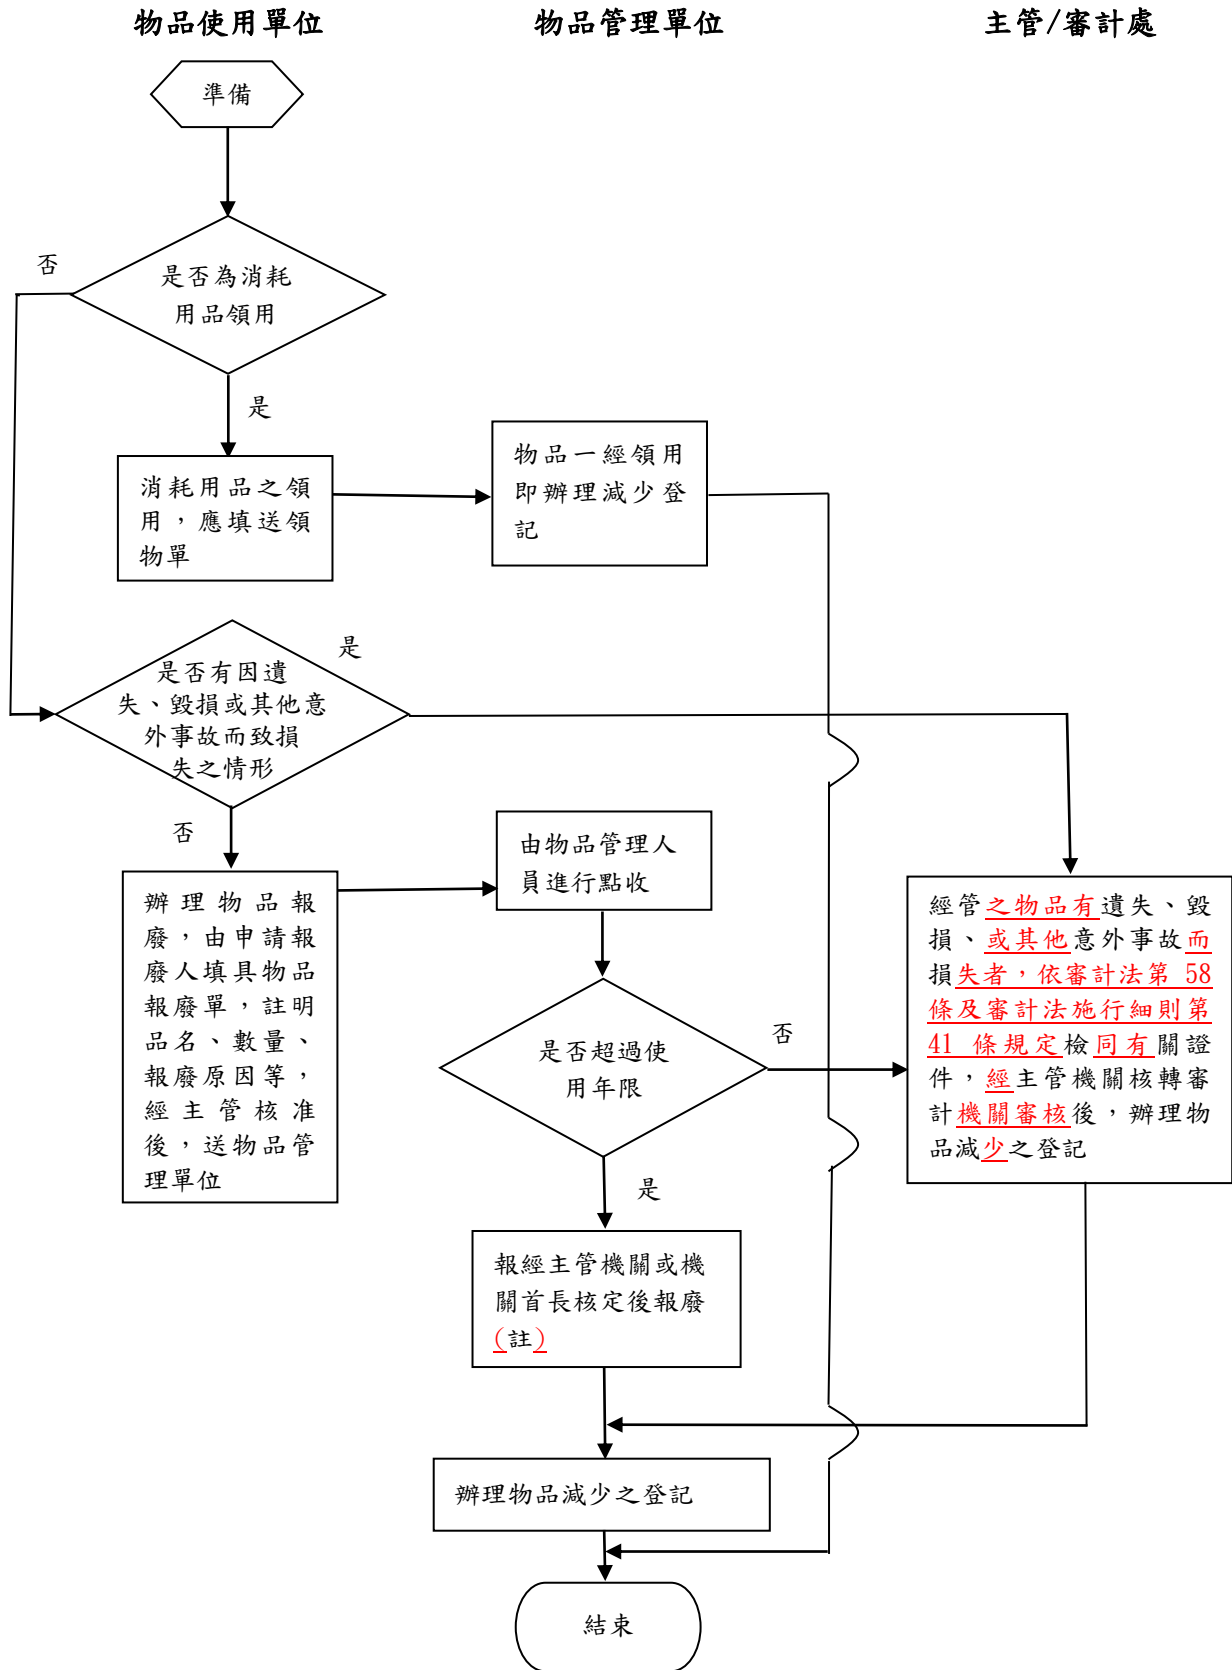 物品使用單位
物品管理單位
主管/審計處
準備
否
是否為消耗
用品領用
是
消耗用品之領
用，應填送領
物單
物品一經領用
即辦理減少登
記
是
是否有因遺
失、毀損或其他意
外事故而致損
失之情形
否
辦理物品報
廢，由申請報
廢人填具物品
報廢單，註明
品名、數量、
報廢原因等，
經主管核准
後，送物品管
理單位
由物品管理人
員進行點收
是否超過使
用年限
否
經管之物品有遺失、毀
損、或其他意外事故而
損失者，依審計法第 58
條及審計法施行細則第
41 條規定檢同有關證
件，經主管機關核轉審
計機關審核後，辦理物
品減少之登記
是
報經主管機關或機
關首長核定後報廢
(註)
辦理物品減少之登記
結束